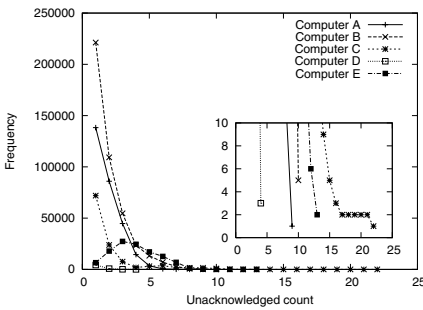 250000
200000
150000
100000
50000
0
Frequency
0 5 10 15 20 25
Unacknowledged count
Computer A
Computer B
Computer C
Computer D
Computer E
10
8
6
4
2
0
0 5 10 15 20 25